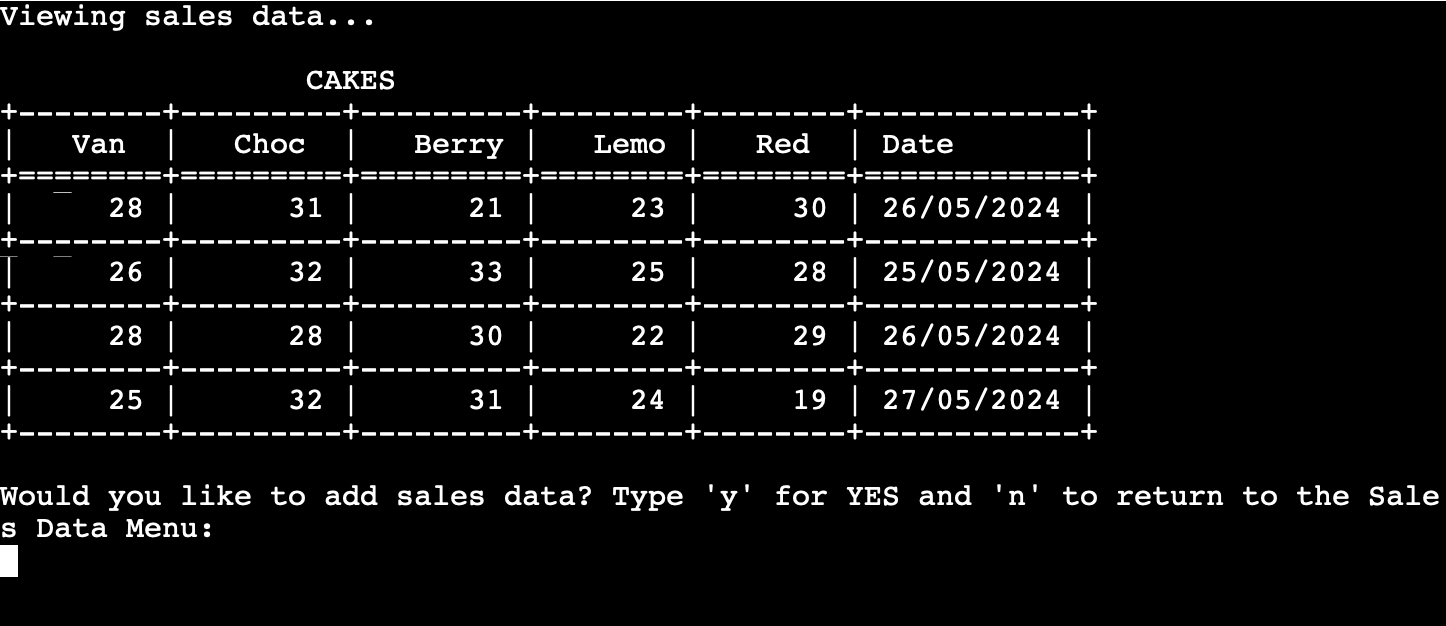 Viewing sales data...
CAKES
+--------+---------+---------+--------+--------+------------+
|   Van  |   Choc  |   Berry |   Lemo |   Red  | Date       |
+========+=========+=========+========+========+============+
|     28 |      31 |      21 |     23 |     30 | 26/05/2024 |
+--------+---------+---------+--------+--------+------------+
|     26 |      32 |      33 |     25 |     28 | 25/05/2024 |
+--------+---------+---------+--------+--------+------------+
|     28 |      28 |      30 |     22 |     29 | 26/05/2024 |
+--------+---------+---------+--------+--------+------------+
|     25 |      32 |      31 |     24 |     19 | 27/05/2024 |
+--------+---------+---------+--------+--------+------------+
Would you like to add sales data? Type 'y' for YES and 'n' to return to the Sale
s Data Menu: